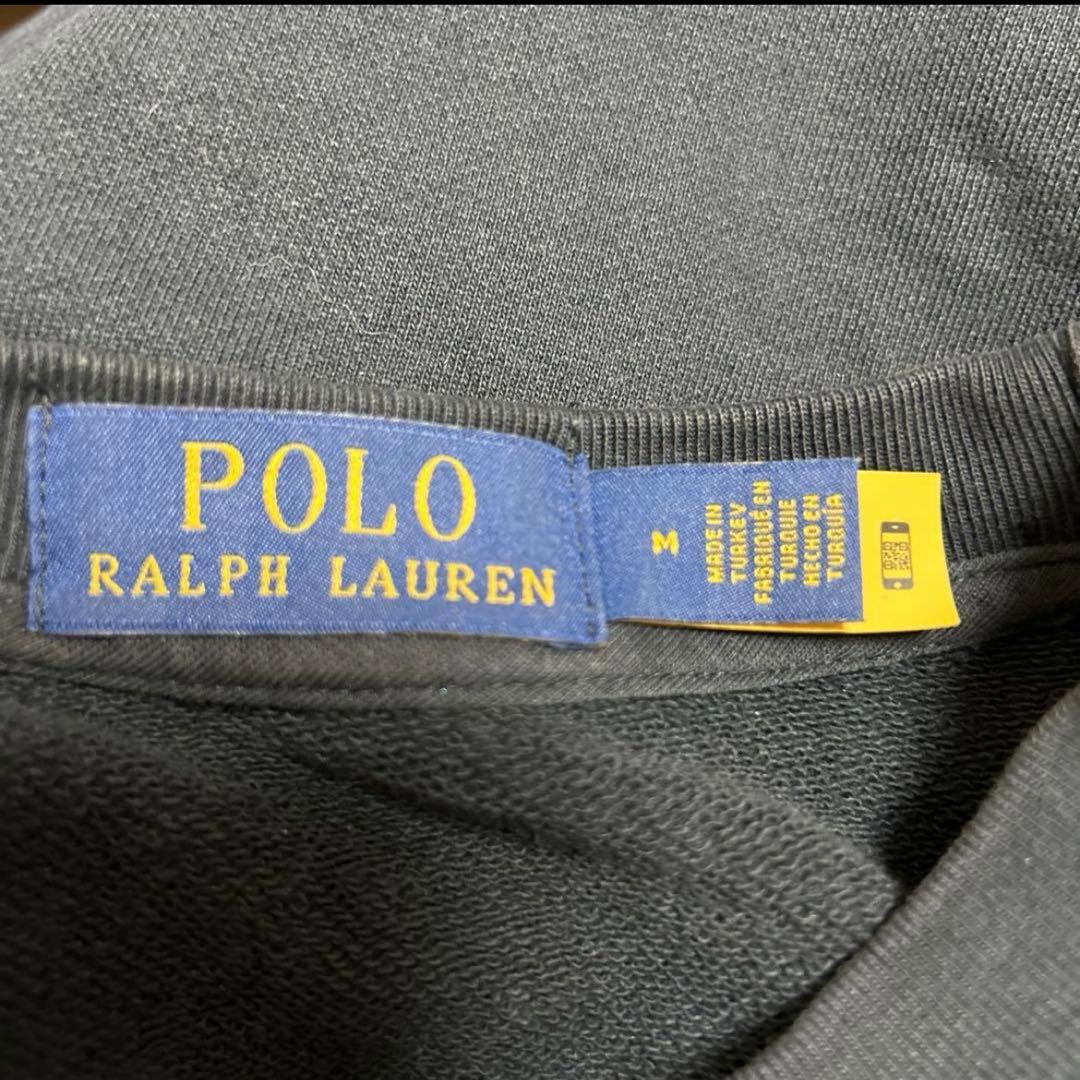 POLO
RALPH LAUREN
M
MADE IN
TURKEY
FABRIQUÉ EN
TURQUIE
HECHO EN
TURQUÍA